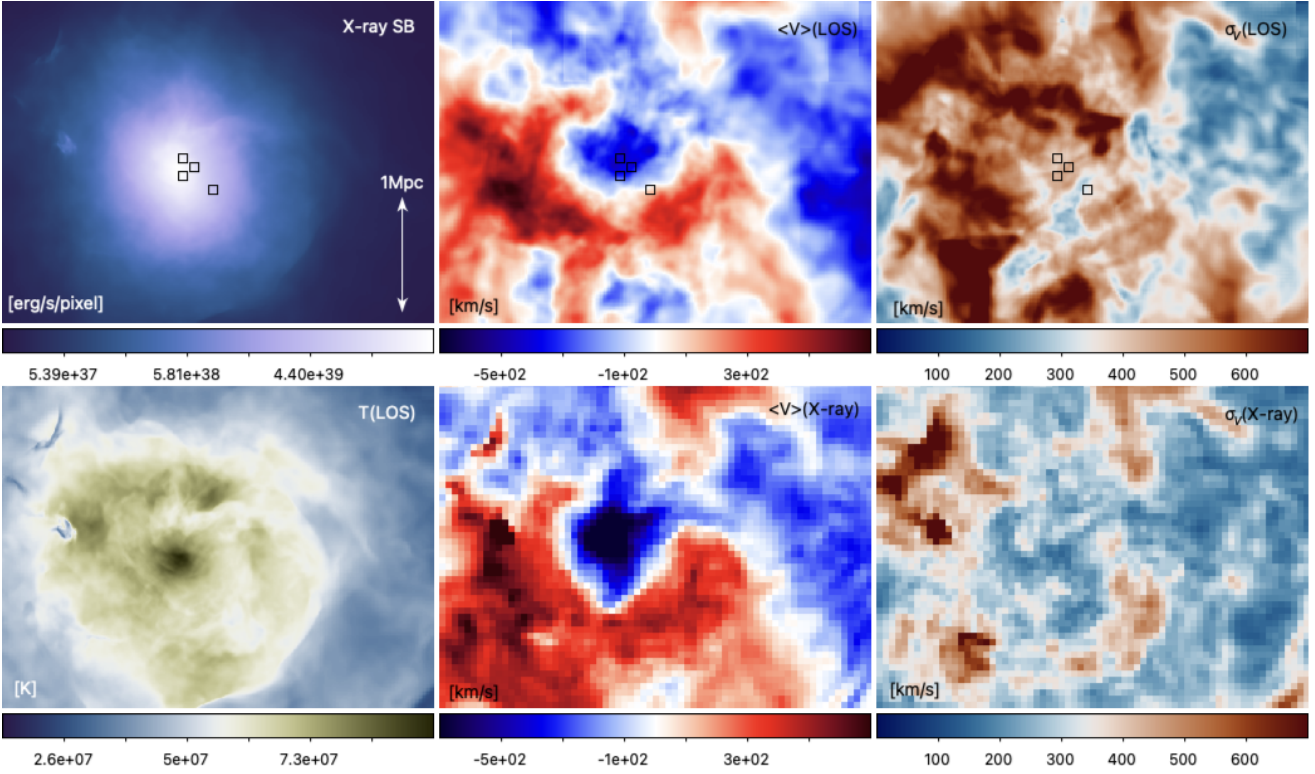 X-ray SB
1Mpc
[erg/s/pixel]
5.39e+37 5.81e+38 4.40e+39
<V>(LOS)
[km/s]
-5e+02 -1e+02 3e+02
σV(LOS)
[km/s]
100 200 300 400 500 600
T(LOS)
[K]
2.6e+07 5e+07 7.3e+07
<V>(X-ray)
[km/s]
-5e+02 -1e+02 3e+02
σV(X-ray)
[km/s]
100 200 300 400 500 600